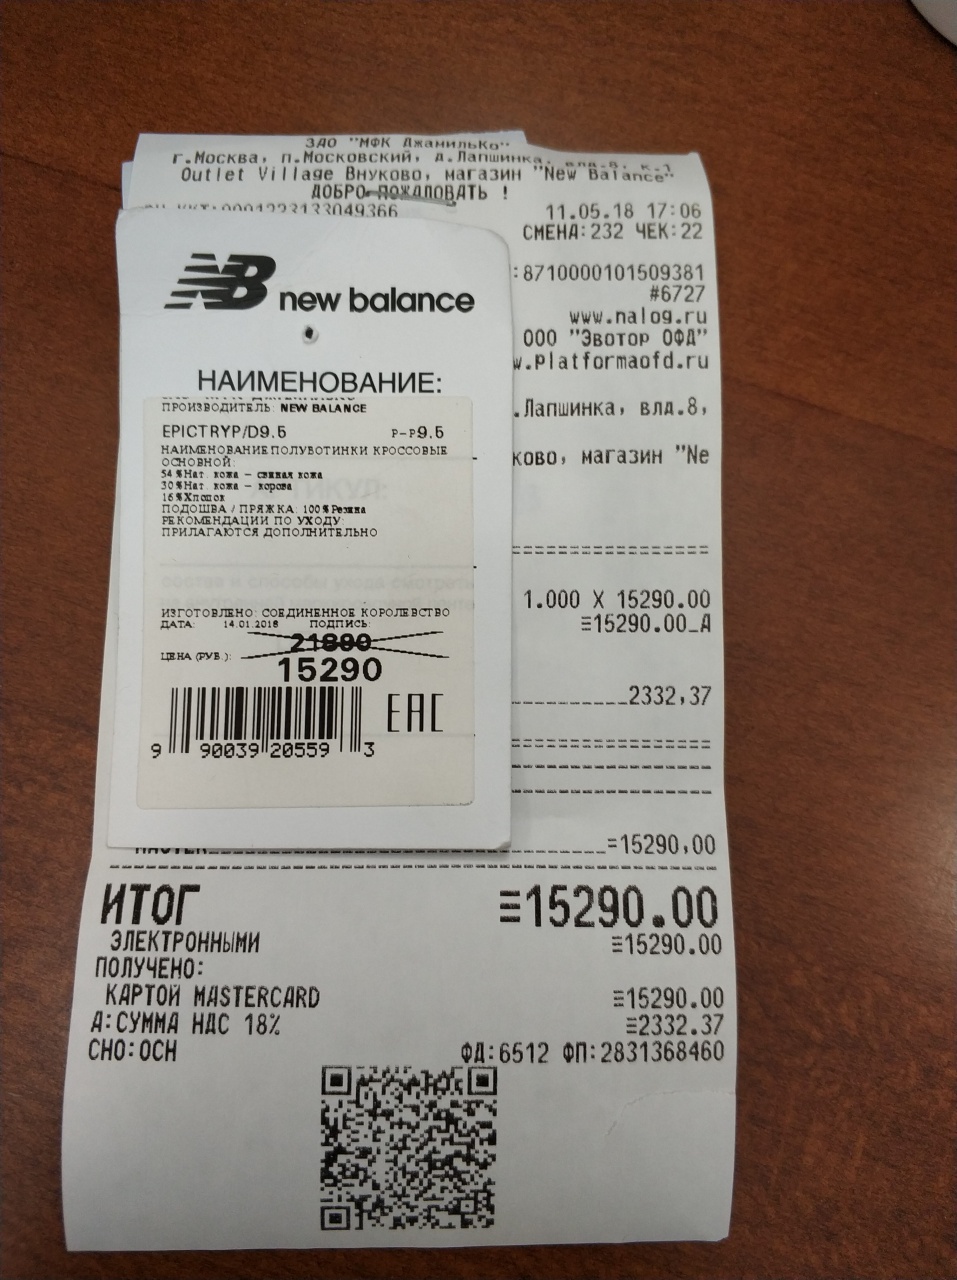 ЗАО "МФК ДжамильКо"
г.Москва, п.Московский, д.Лапшинка, влд.8, к.1
Outlet Village Внуково, магазин "New Balance"
ДОБРО ПОЖАЛОВАТЬ !
0001223133049366
11.05.18 17:06
СМЕНА:232 ЧЕК:22
:8710000101509381
#6727
www.nalog.ru
ООО "Эвотор ОФД"
w.Platformaofd.ru
.Лапшинка, влд.8,
ково, магазин "Ne
1.000 X 15290.00
≡15290.00_А
2332,37
=15290,00
NB new balance
НАИМЕНОВАНИЕ:
ПРОИЗВОДИТЕЛЬ: NEW BALANCE
EPICTRYP/D9.5 Р-Р9.5
НАИМЕНОВАНИЕ ПОЛУБОТИНКИ КРОССОВЫЕ
ОСНОВНОЙ:
54%Нат. кожа - свиная кожа
30%Нат. кожа - корова
16%Хлопок
ПОДОШВА / ПРЯЖКА: 100%Резина
РЕКОМЕНДАЦИИ ПО УХОДУ:
ПРИЛАГАЮТСЯ ДОПОЛНИТЕЛЬНО
ИЗГОТОВЛЕНО: СОЕДИНЕННОЕ КОРОЛЕВСТВО
ДАТА: 14.01.2018 ПОДПИСЬ:
21890
ЦЕНА (РУБ.): 15290
EAC
9 90039 20559 3
ИТОГ ≡15290.00
ЭЛЕКТРОННЫМИ ≡15290.00
ПОЛУЧЕНО:
КАРТОЙ MASTERCARD ≡15290.00
А:СУММА НДС 18% ≡2332.37
СНО:ОСН ФД:6512 ФП:2831368460